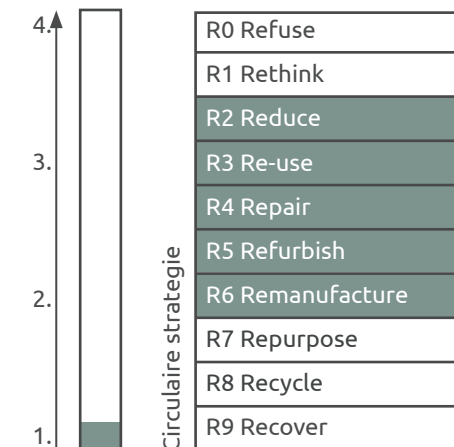 4.
3.
2.
1.
Circulaire strategie
R0 Refuse
R1 Rethink
R2 Reduce
R3 Re-use
R4 Repair
R5 Refurbish
R6 Remanufacture
R7 Repurpose
R8 Recycle
R9 Recover